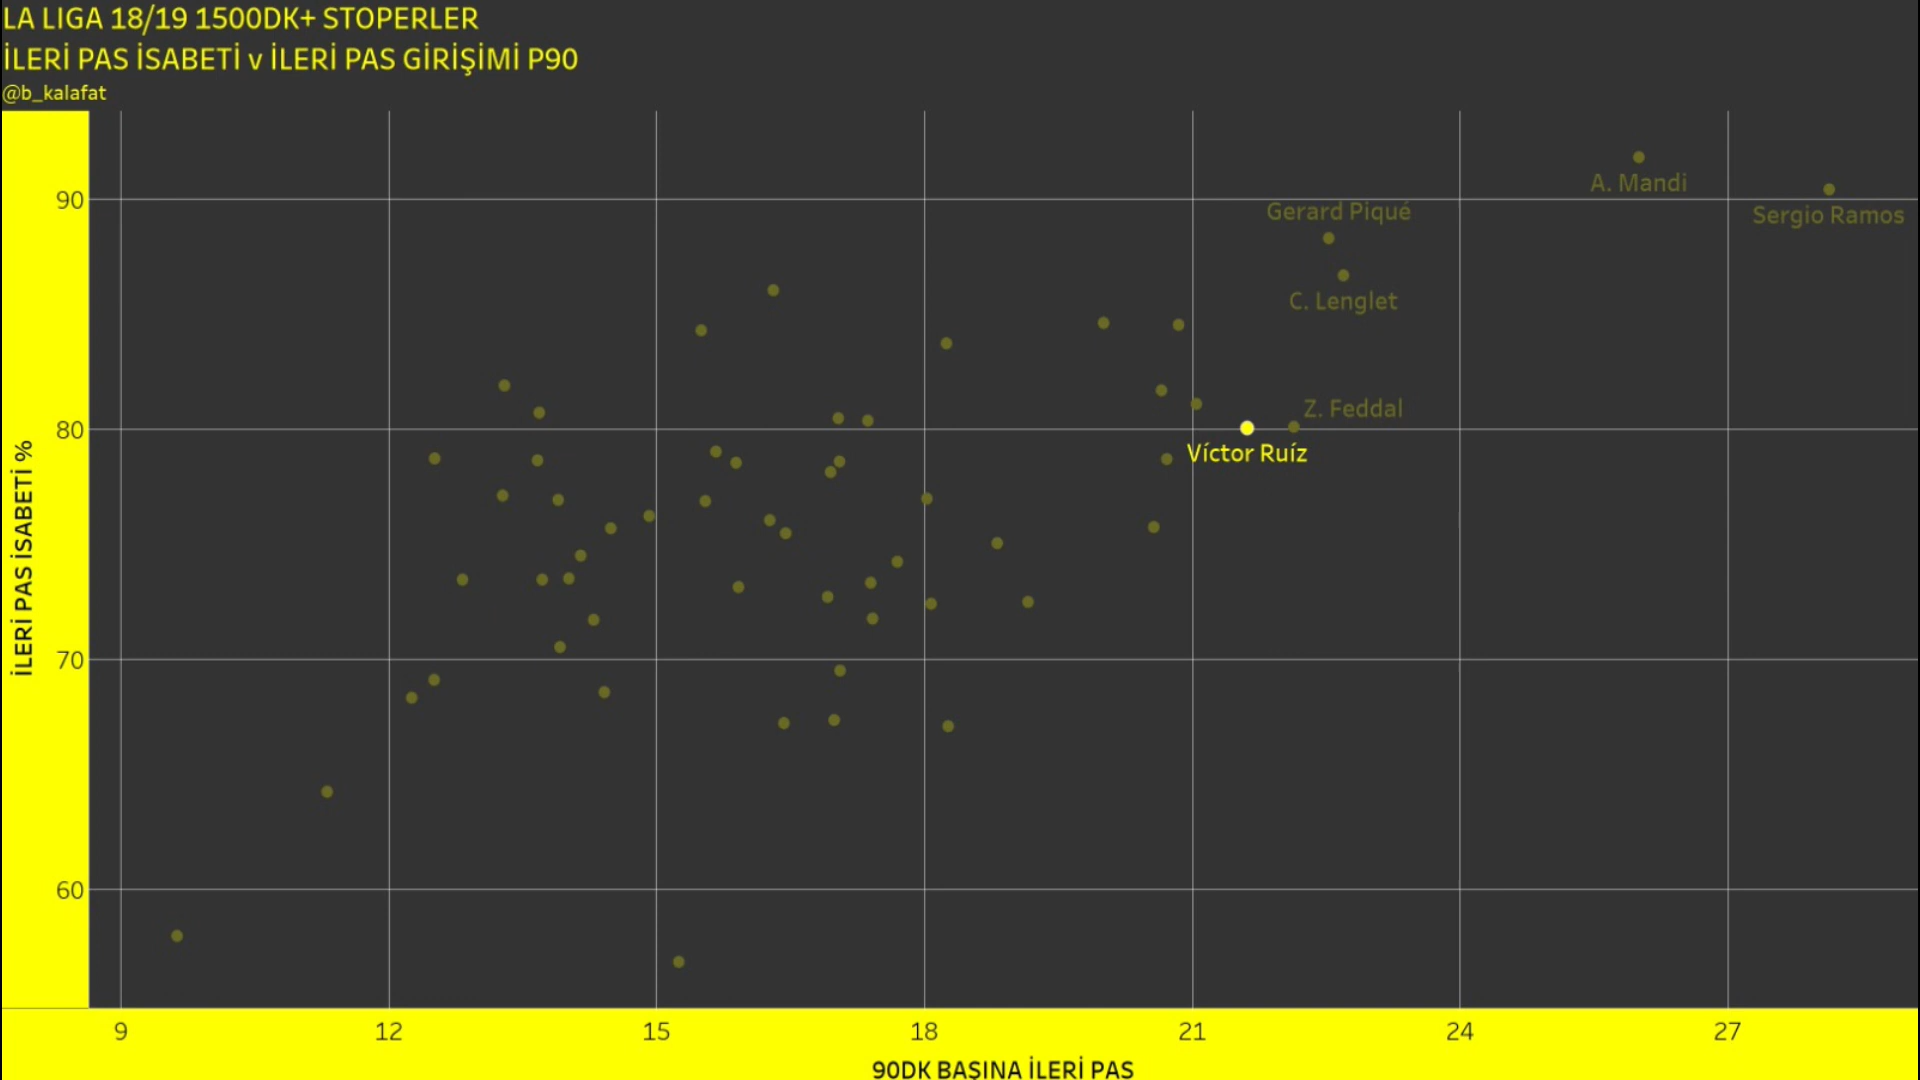 LA LIGA 18/19 1500DK+ STOPERLER
İLERİ PAS İSABETİ v İLERİ PAS GİRİŞİMİ P90
@b_kalafat
A. Mandi
Sergio Ramos
Gerard Piqué
C. Lenglet
Z. Feddal
Víctor Ruíz
İLERİ PAS İSABETİ %
90
80
70
60
9 12 15 18 21 24 27
90DK BAŞINA İLERİ PAS